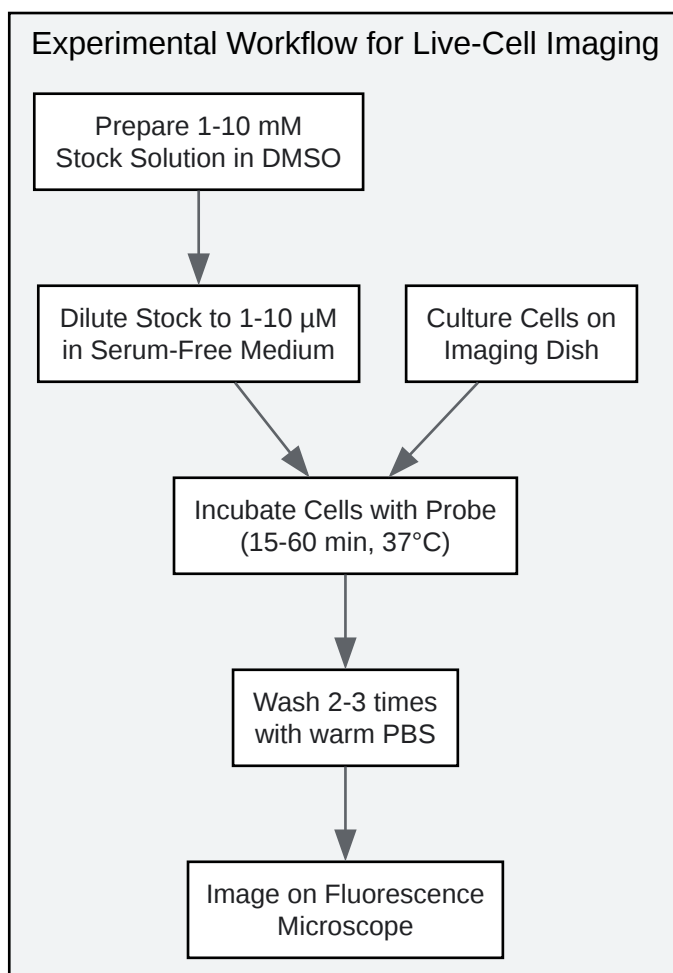 Experimental Workflow for Live-Cell Imaging
Prepare 1-10 mM
Stock Solution in DMSO
Dilute Stock to 1-10 µM
in Serum-Free Medium
Culture Cells on
Imaging Dish
Incubate Cells with Probe
(15-60 min, 37°C)
Wash 2-3 times
with warm PBS
Image on Fluorescence
Microscope